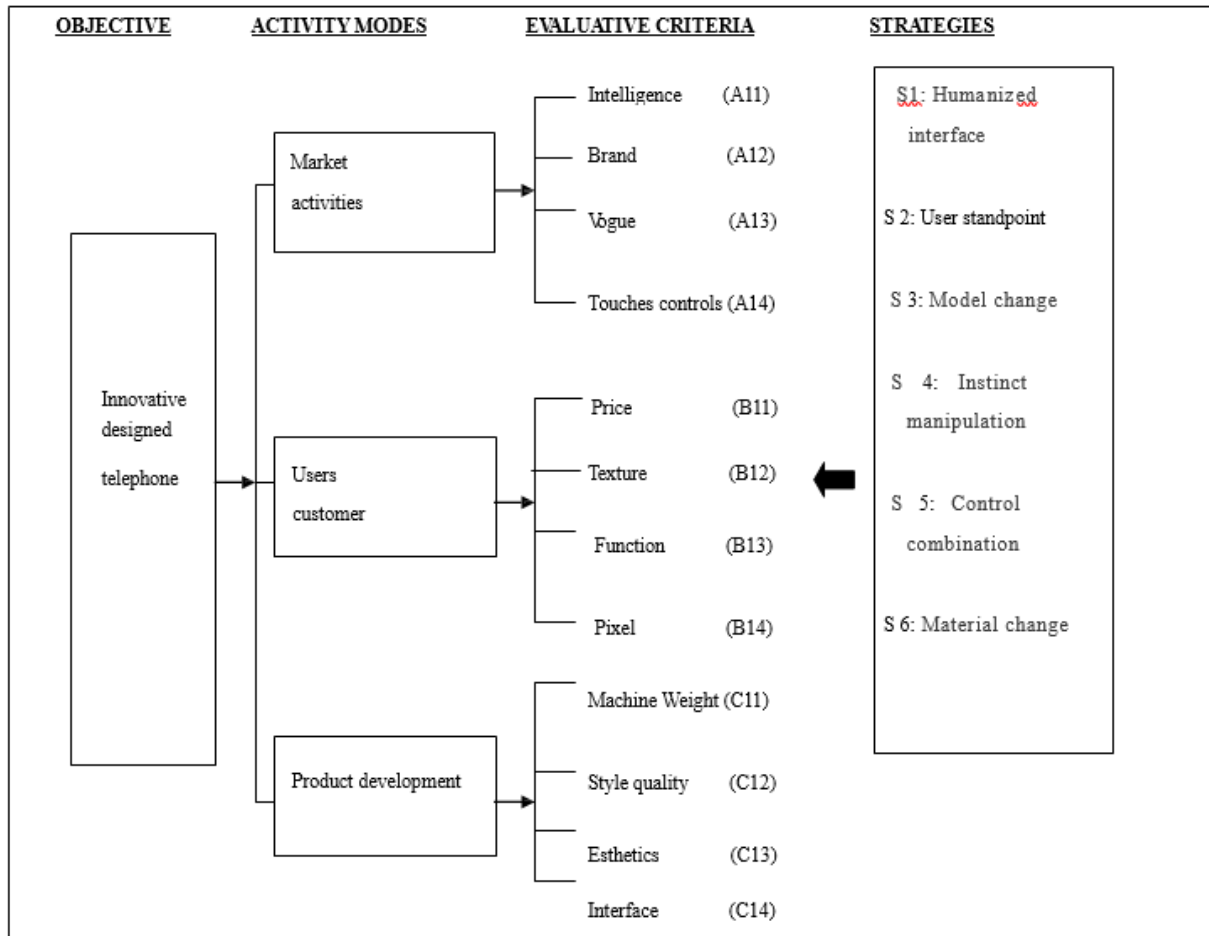 OBJECTIVE
ACTIVITY MODES
EVALUATIVE CRITERIA
STRATEGIES
Innovative
designed
telephone
Market
activities
Users
customer
Product development
Intelligence (A11)
Brand (A12)
Vogue (A13)
Touches controls (A14)
Price (B11)
Texture (B12)
Function (B13)
Pixel (B14)
Machine Weight (C11)
Style quality (C12)
Esthetics (C13)
Interface (C14)
S1: Humanized
interface
S 2: User standpoint
S 3: Model change
S 4: Instinct
manipulation
S 5: Control
combination
S 6: Material change